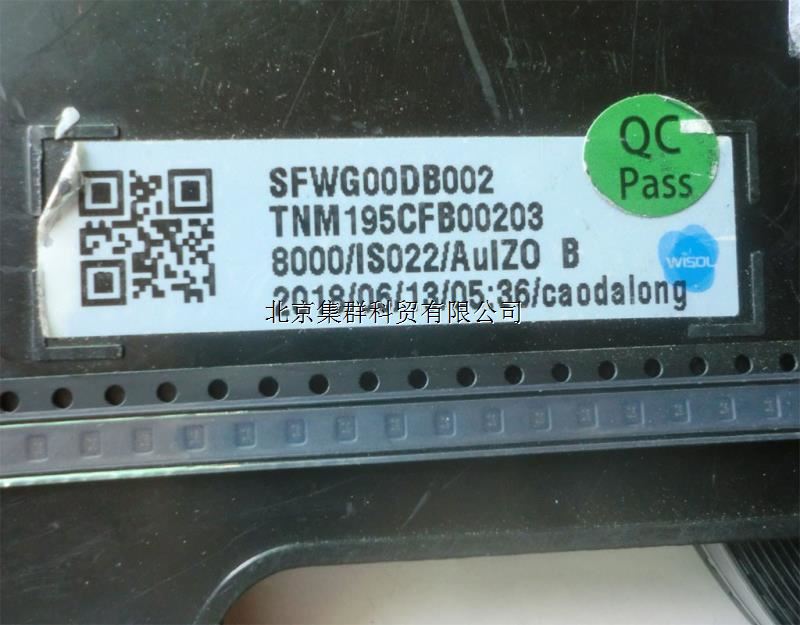 QC
Pass
SFWG00DB002
TNM195CFB00203
8000/IS022/AuIZO B
WISOL
2018/06/13/05:36/caodalong
北京集群科贸有限公司